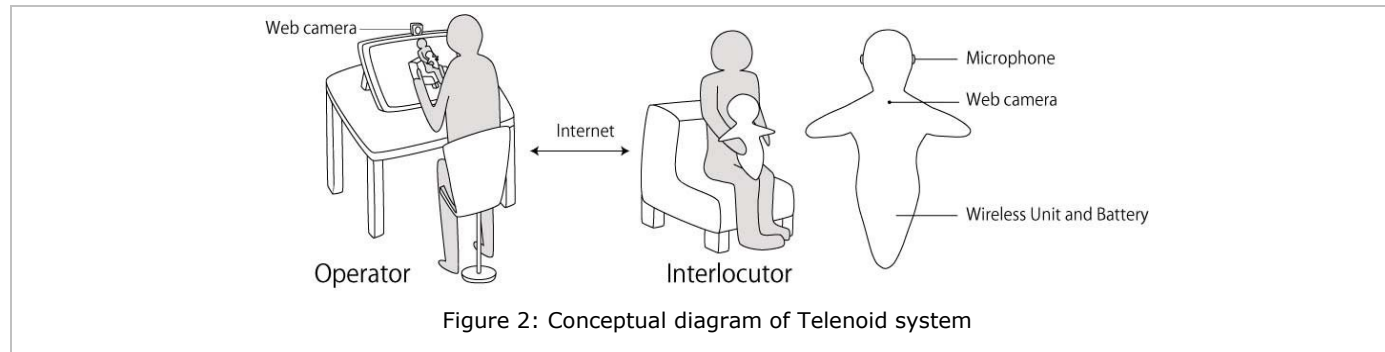 Web camera
Internet
Operator
Interlocutor
Microphone
Web camera
Wireless Unit and Battery
Figure 2: Conceptual diagram of Telenoid system